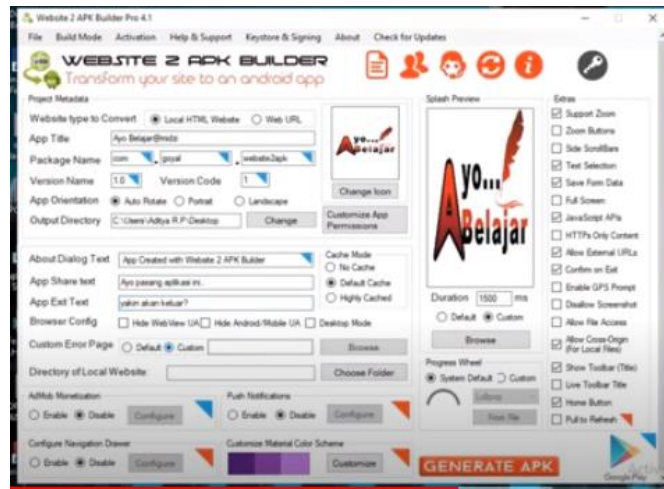 Website 2 APK Builder Pro 4.1
File Build Mode Activation Help & Support Keystore & Signing About Check for Updates
WEBSITE 2 APK BUILDER
Transform your site to an android app
Project Metadata
Website type to Convert Local HTML Website Web URL
App Title Ayo Belajar@midzi
Package Name com . goyal . website2apk
Version Name 1.0 Version Code 1
App Orientation Auto Rotate Portrait Landscape
Output Directory C:\Users\Aditya R.P\Desktop Change
Ayo...
Abelajar
Change Icon
Customize App
Permissions
About Dialog Text App Created with Website 2 APK Builder
App Share text Ayo pasang aplikasi ini.
App Exit Text yakin akan keluar?
Cache Mode
No Cache
Default Cache
Highly Cached
Browser Config Hide WebView UA Hide Android/Mobile UA Desktop Mode
Custom Error Page Default Custom Browse
Directory of Local Website: Choose Folder
AdMob Monetization
Enable Disable Configure
Push Notifications
Enable Disable Configure
Configure Navigation Drawer
Enable Disable Configure
Customize Material Color Scheme
Customize
Splash Preview
Ayo...
ABelajar
Duration 1500 ms
Default Custom
Browse
Progress Wheel
System Default Custom
Lollipop
GENERATE APK
Extras
Support Zoom
Zoom Buttons
Side ScrollBars
Text Selection
Save Form Data
Full Screen
JavaScript APIs
HTTPs Only Content
Allow External URLs
Confirm on Exit
Enable GPS Prompt
Disallow Screenshot
Allow File Access
Allow Cross-Origin
(For Local files)
Show Toolbar (Title)
Live Toolbar Title
Home Button
Pull to Refresh
Google Play